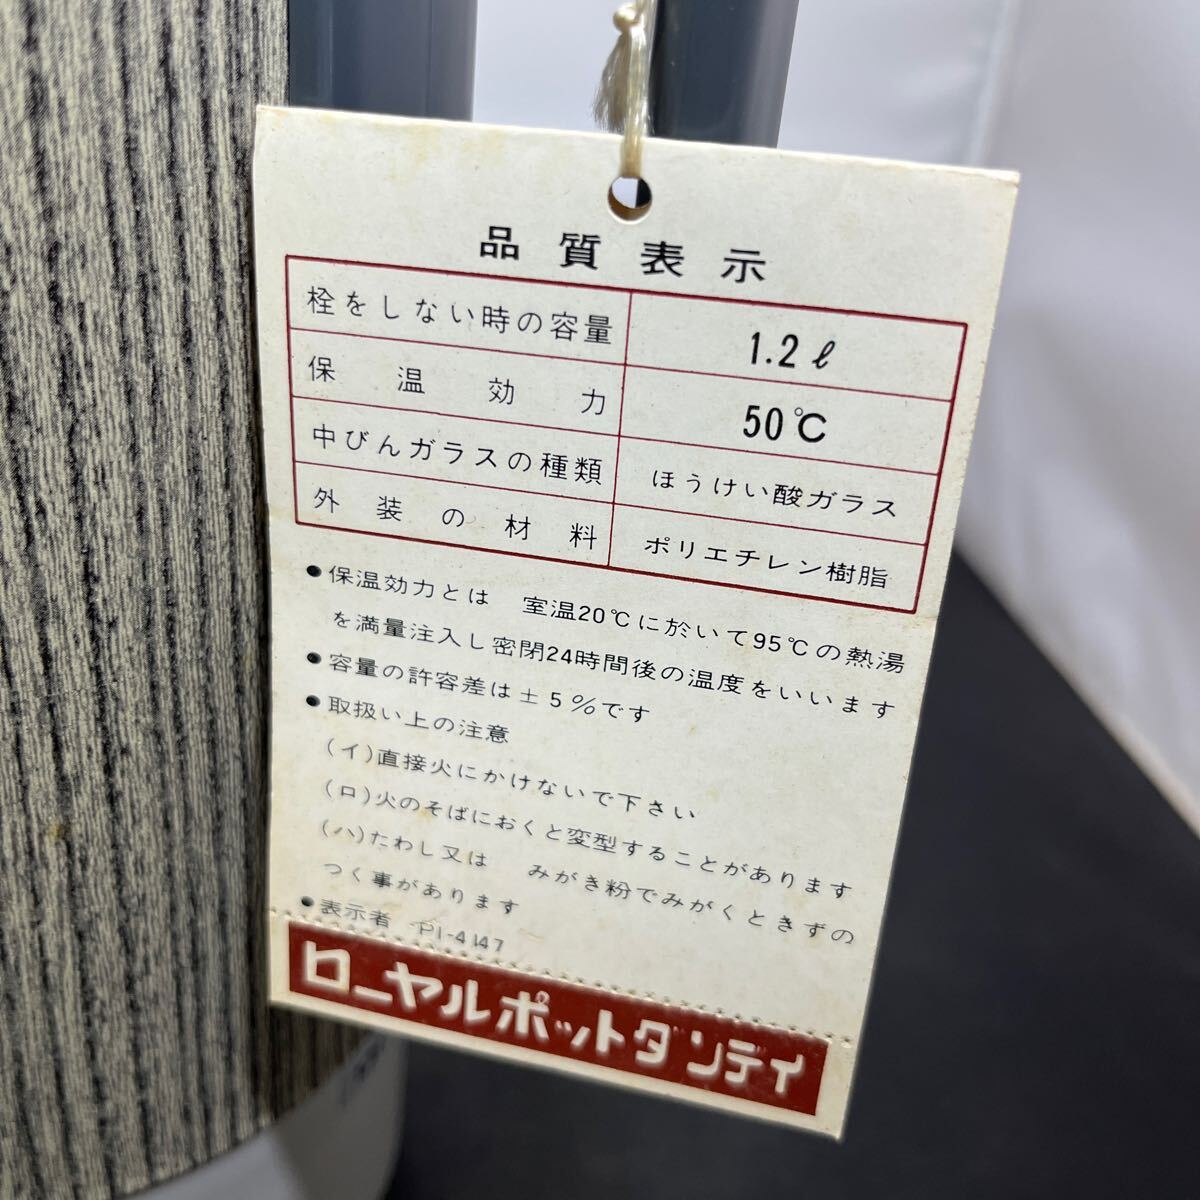 品質表示
栓をしない時の容量 1.2ℓ
保温効力 50℃
中びんガラスの種類 ほうけい酸ガラス
外装の材料 ポリエチレン樹脂
●保温効力とは 室温20℃に於いて95℃の熱湯
を満量注入し密閉24時間後の温度をいいます
●容量の許容差は±5%です
●取扱い上の注意
(イ)直接火にかけないで下さい
(ロ)火のそばにおくと変型することがあります
(ハ)たわし又は みがき粉でみがくときずの
つく事があります
●表示者 PI-4147
ローヤルポットダンディ